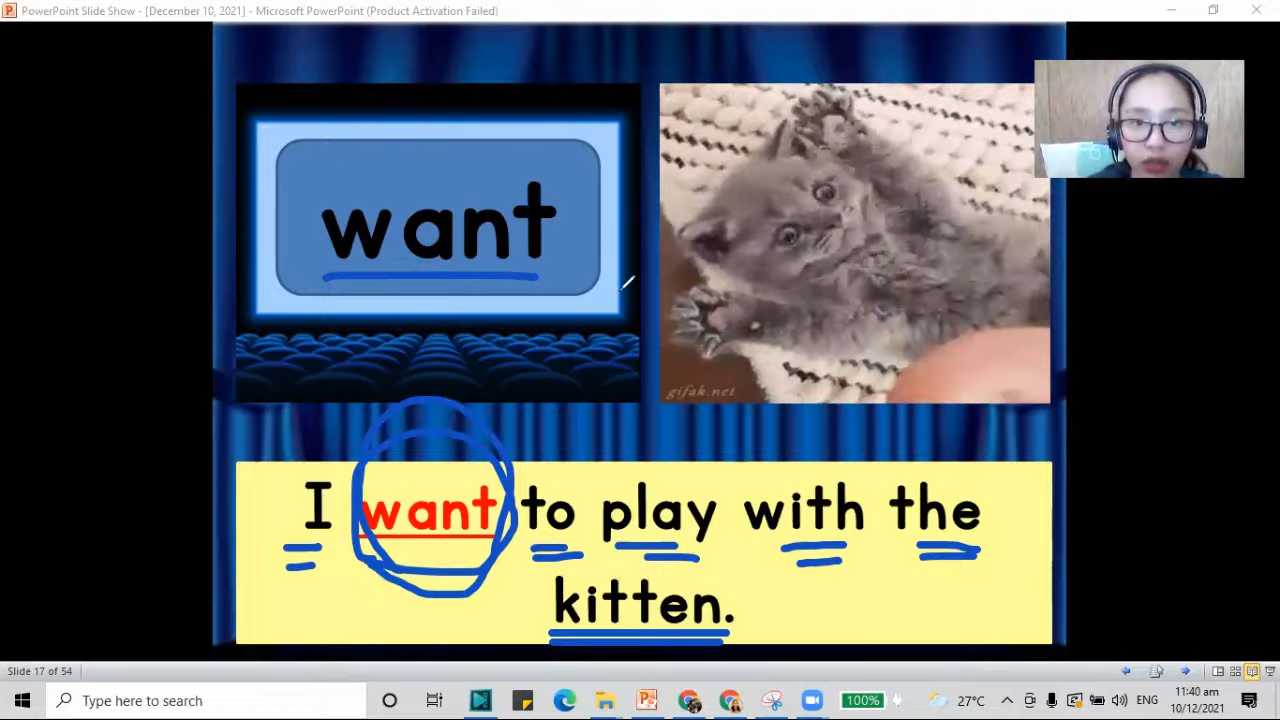 PowerPoint Slide Show - [December 10, 2021] - Microsoft PowerPoint (Product Activation Failed)
want
gifak.net
I want to play with the
kitten.
Slide 17 of 54
Type here to search
100%
27°C
ENG
11:40 am
10/12/2021